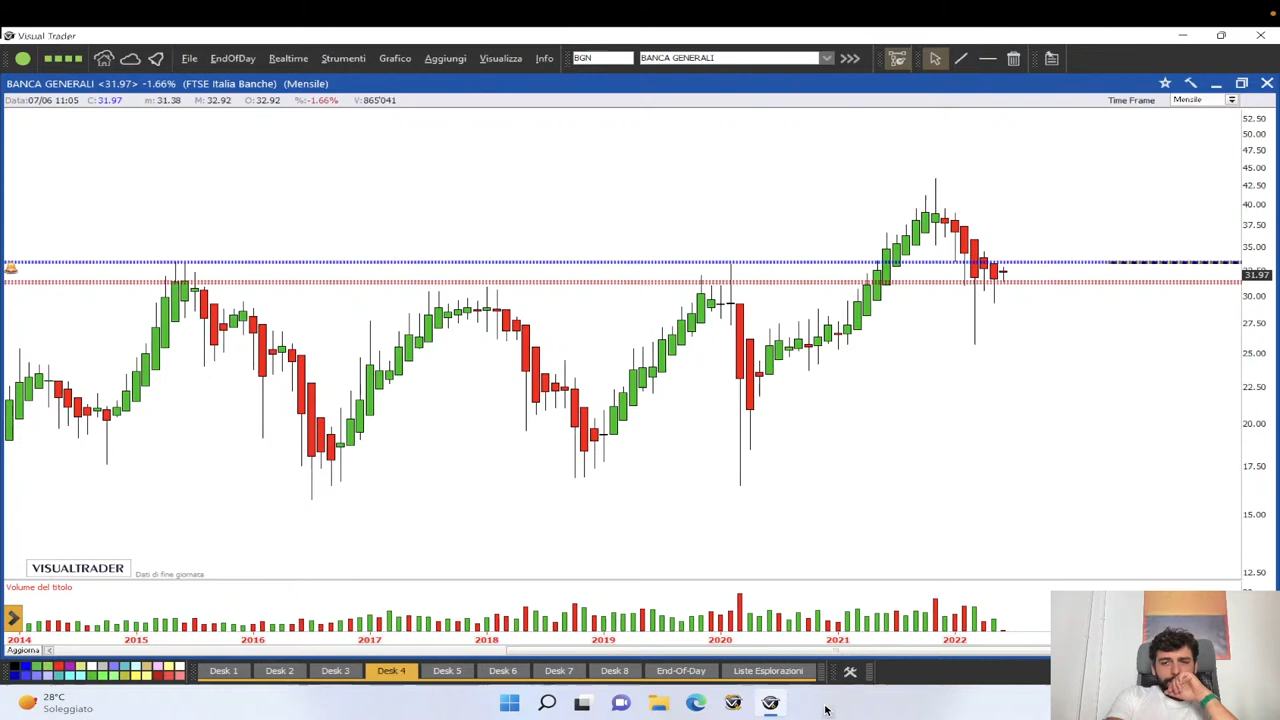 Visual Trader
File EndOfDay Realtime Strumenti Grafico Aggiungi Visualizza Info BGN BANCA GENERALI
BANCA GENERALI <31.97> -1.66% (FTSE Italia Banche) (Mensile)
Data:07/06 11:05 C:31.97 m:31.38 M:32.92 O:32.92 %:-1.66% V:865'041 Time Frame Mensile
52.50
50.00
47.50
45.00
42.50
40.00
37.50
35.00
31.97
30.00
27.50
25.00
22.50
20.00
17.50
15.00
12.50
VISUALTRADER Dati di fine giornata
Volume del titolo
2014 2015 2016 2017 2018 2019 2020 2021 2022
Aggiorna
Desk 1 Desk 2 Desk 3 Desk 4 Desk 5 Desk 6 Desk 7 Desk 8 End-Of-Day Liste Esplorazioni
28°C
Soleggiato